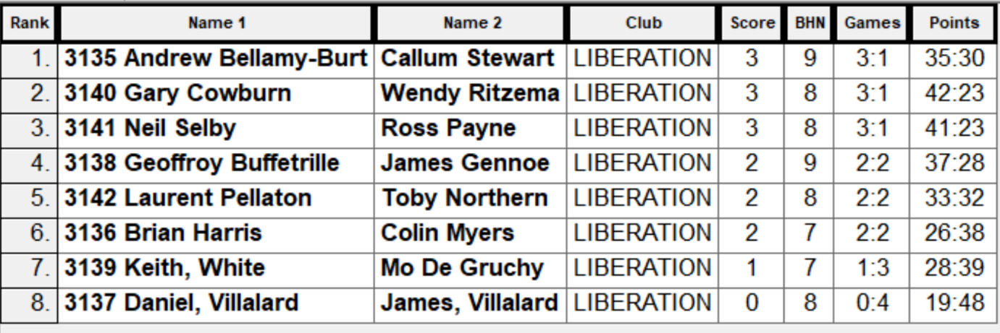 Rank Name 1 Name 2 Club Score BHN Games Points
1. 3135 Andrew Bellamy-Burt Callum Stewart LIBERATION 3 9 3:1 35:30
2. 3140 Gary Cowburn Wendy Ritzema LIBERATION 3 8 3:1 42:23
3. 3141 Neil Selby Ross Payne LIBERATION 3 8 3:1 41:23
4. 3138 Geoffroy Buffetrille James Gennoe LIBERATION 2 9 2:2 37:28
5. 3142 Laurent Pellaton Toby Northern LIBERATION 2 8 2:2 33:32
6. 3136 Brian Harris Colin Myers LIBERATION 2 7 2:2 26:38
7. 3139 Keith, White Mo De Gruchy LIBERATION 1 7 1:3 28:39
8. 3137 Daniel, Villalard James, Villalard LIBERATION 0 8 0:4 19:48